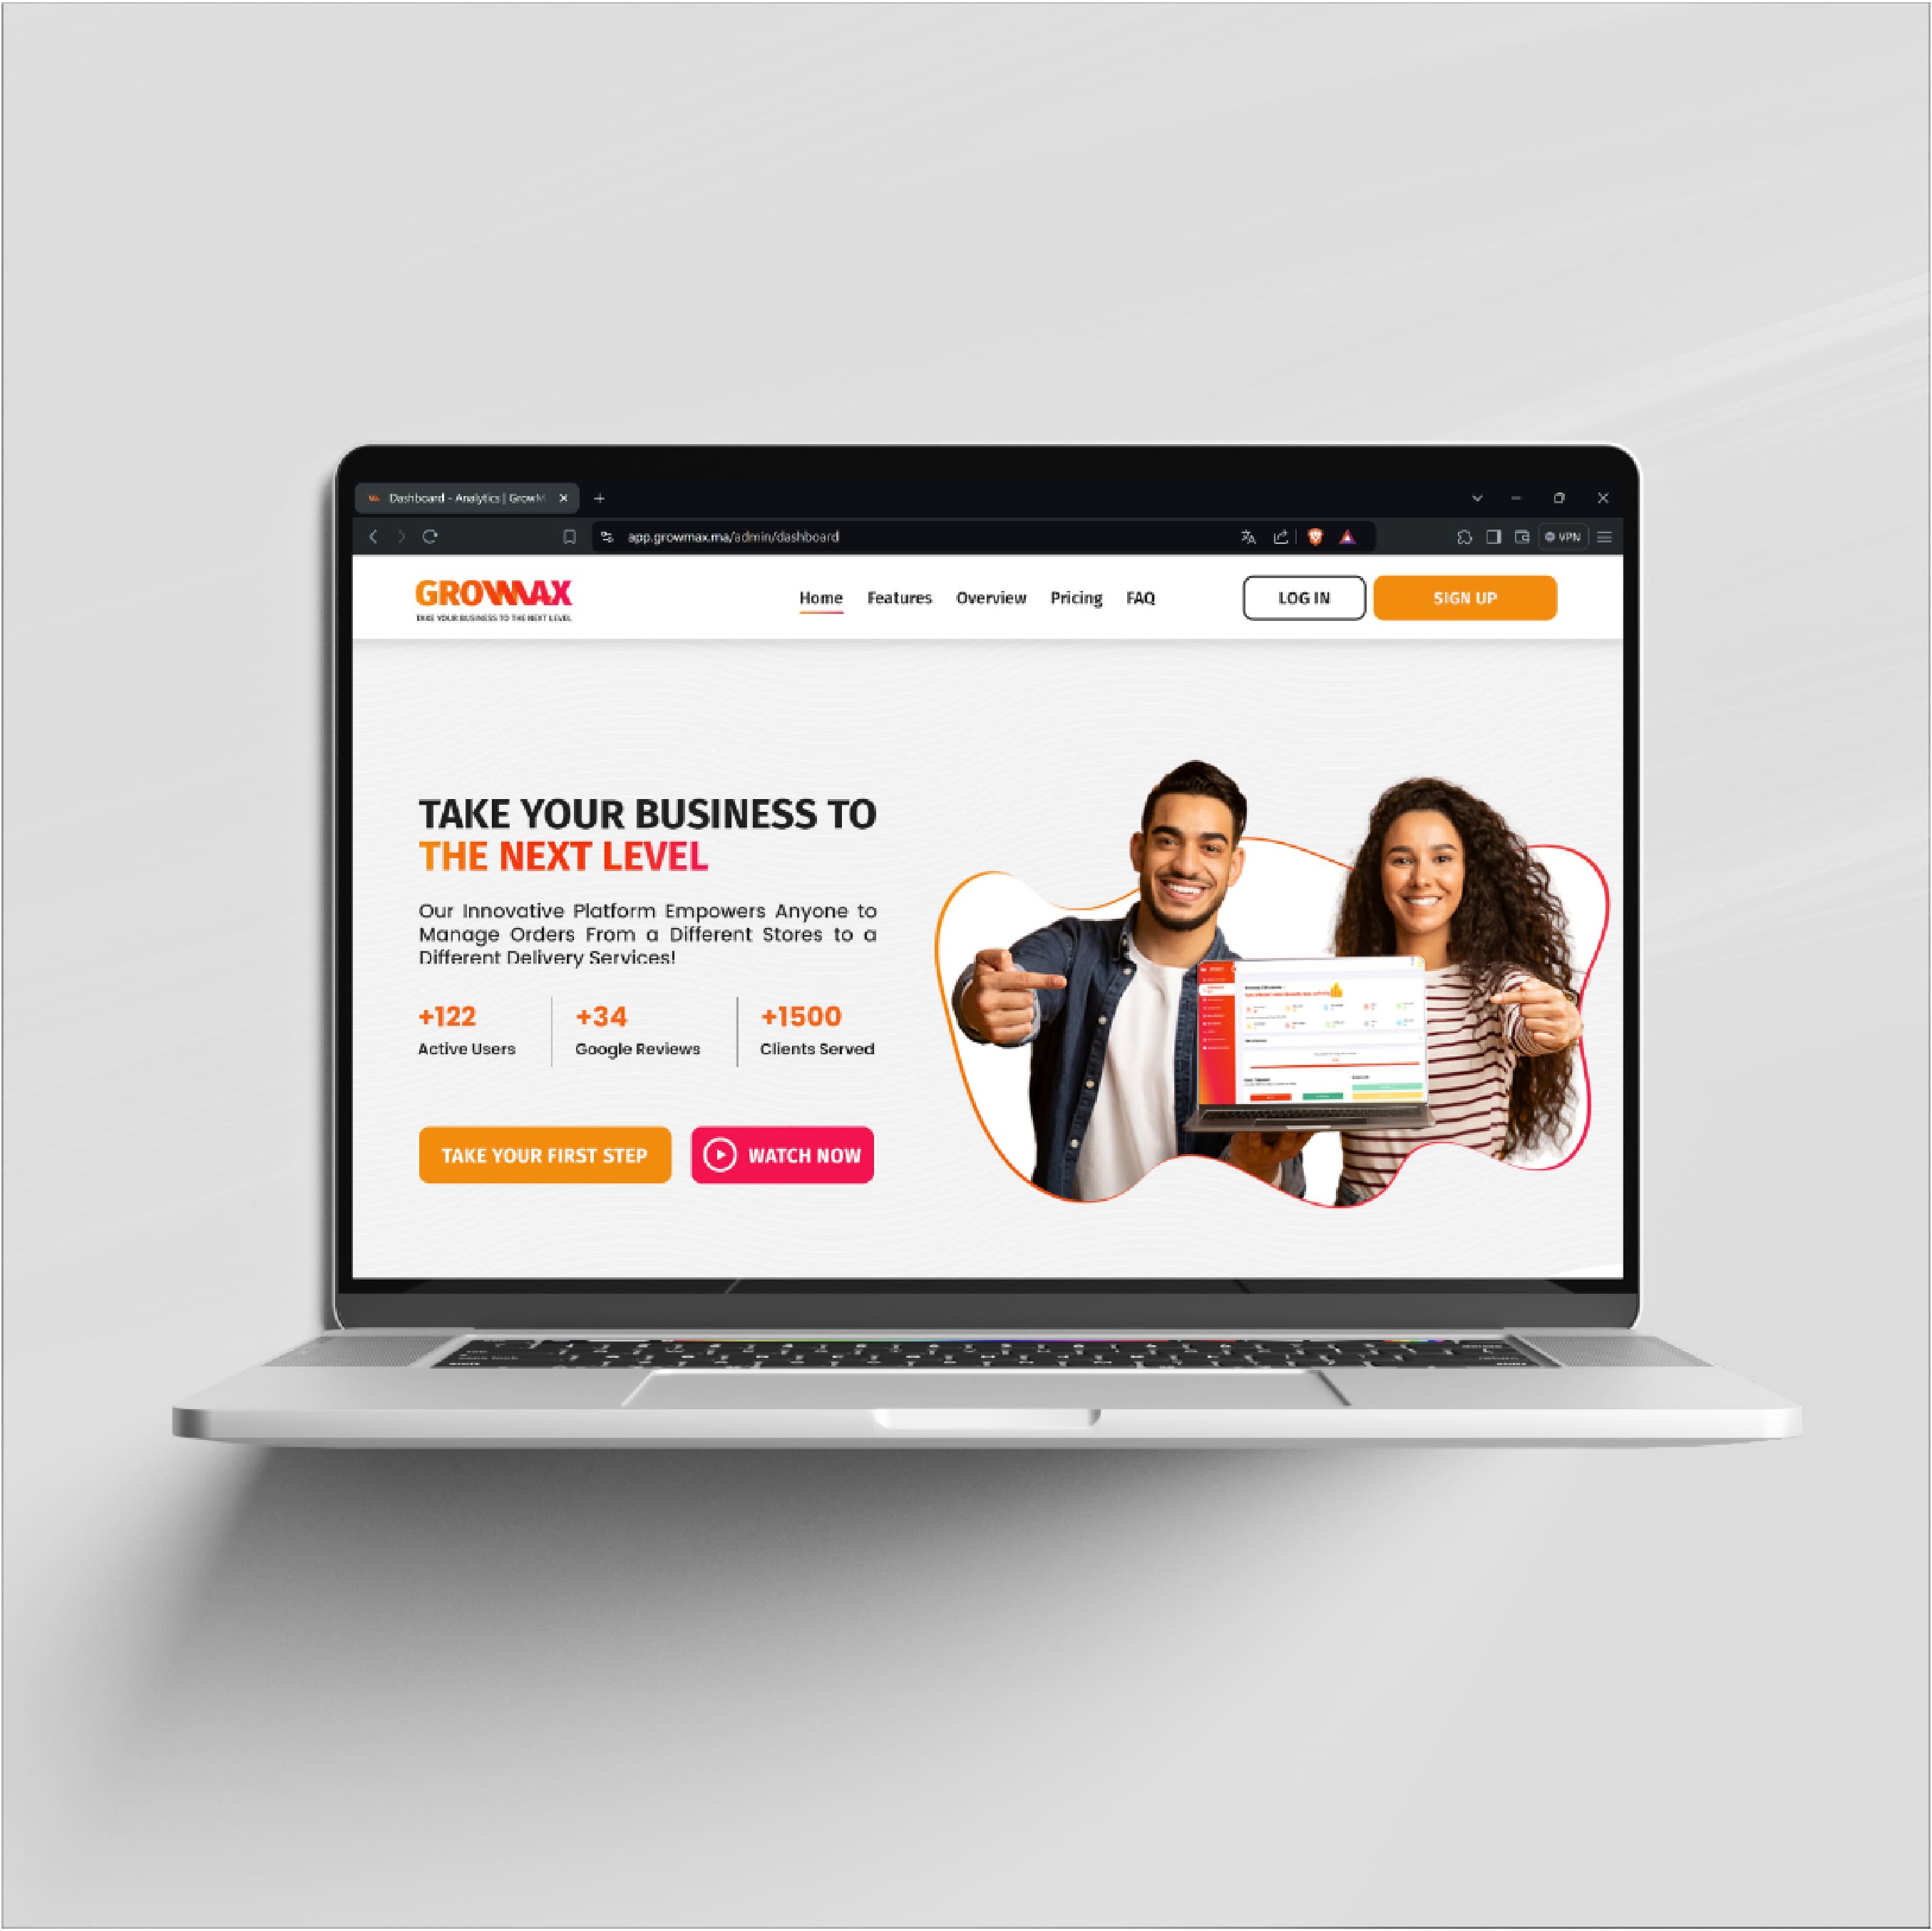 Dashboard - Analytics | GrowM
app.growmax.ma/admin/dashboard
VPN
GROWMAX
TAKE YOUR BUSINESS TO THE NEXT LEVEL
Home Features Overview Pricing FAQ
LOG IN
SIGN UP
TAKE YOUR BUSINESS TO
THE NEXT LEVEL
Our Innovative Platform Empowers Anyone to
Manage Orders From a Different Stores to a
Different Delivery Services!
+122 +34 +1500
Active Users Google Reviews Clients Served
TAKE YOUR FIRST STEP
WATCH NOW